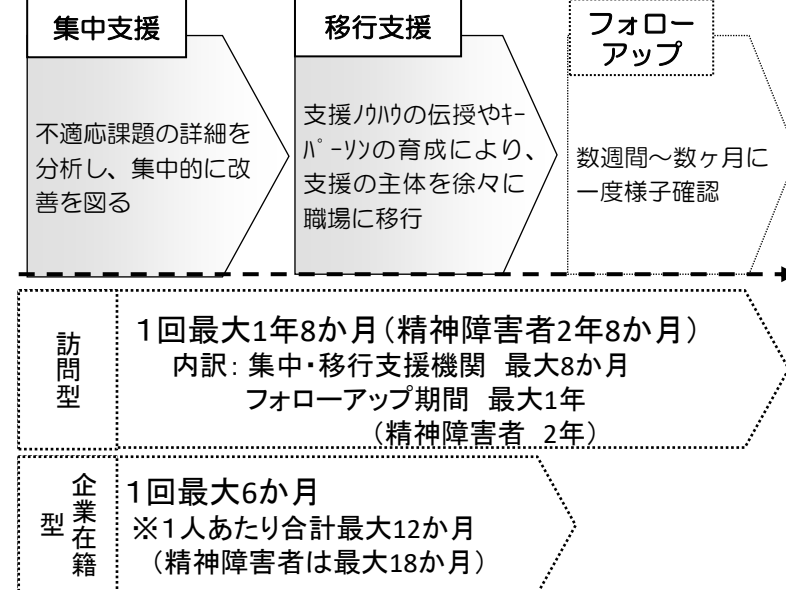 集中支援
不適応課題の詳細を
分析し、集中的に改
善を図る
移行支援
支援ﾉｳﾊｳの伝授やｷｰ
ﾊﾟｰｿﾝの育成により、
支援の主体を徐々に
職場に移行
フォロー
アップ
数週間～数ヶ月に
一度様子確認
訪問型
１回最大1年8か月（精神障害者2年8か月）
内訳：集中・移行支援機関 最大8か月
フォローアップ期間 最大1年
（精神障害者 2年）
企業在籍
型
１回最大6か月
※１人あたり合計最大12か月
（精神障害者は最大18か月）